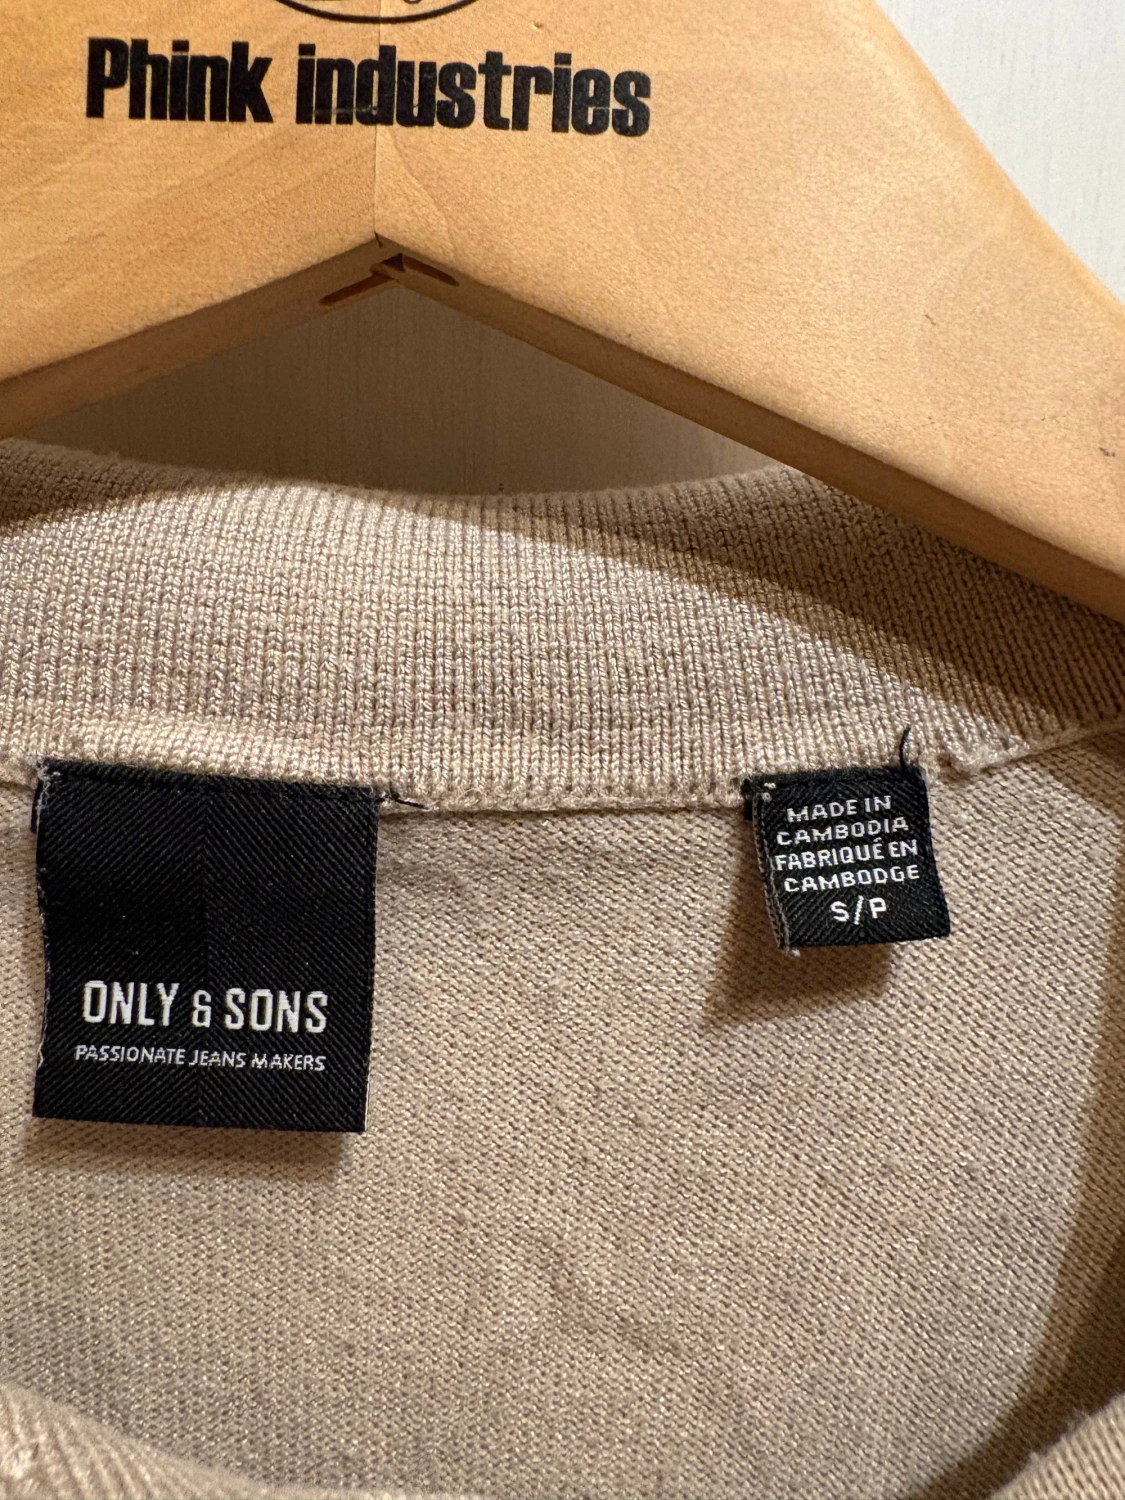 Phink industries
ONLY & SONS
PASSIONATE JEANS MAKERS
MADE IN
CAMBODIA
FABRIQUÉ EN
CAMBODGE
S/P